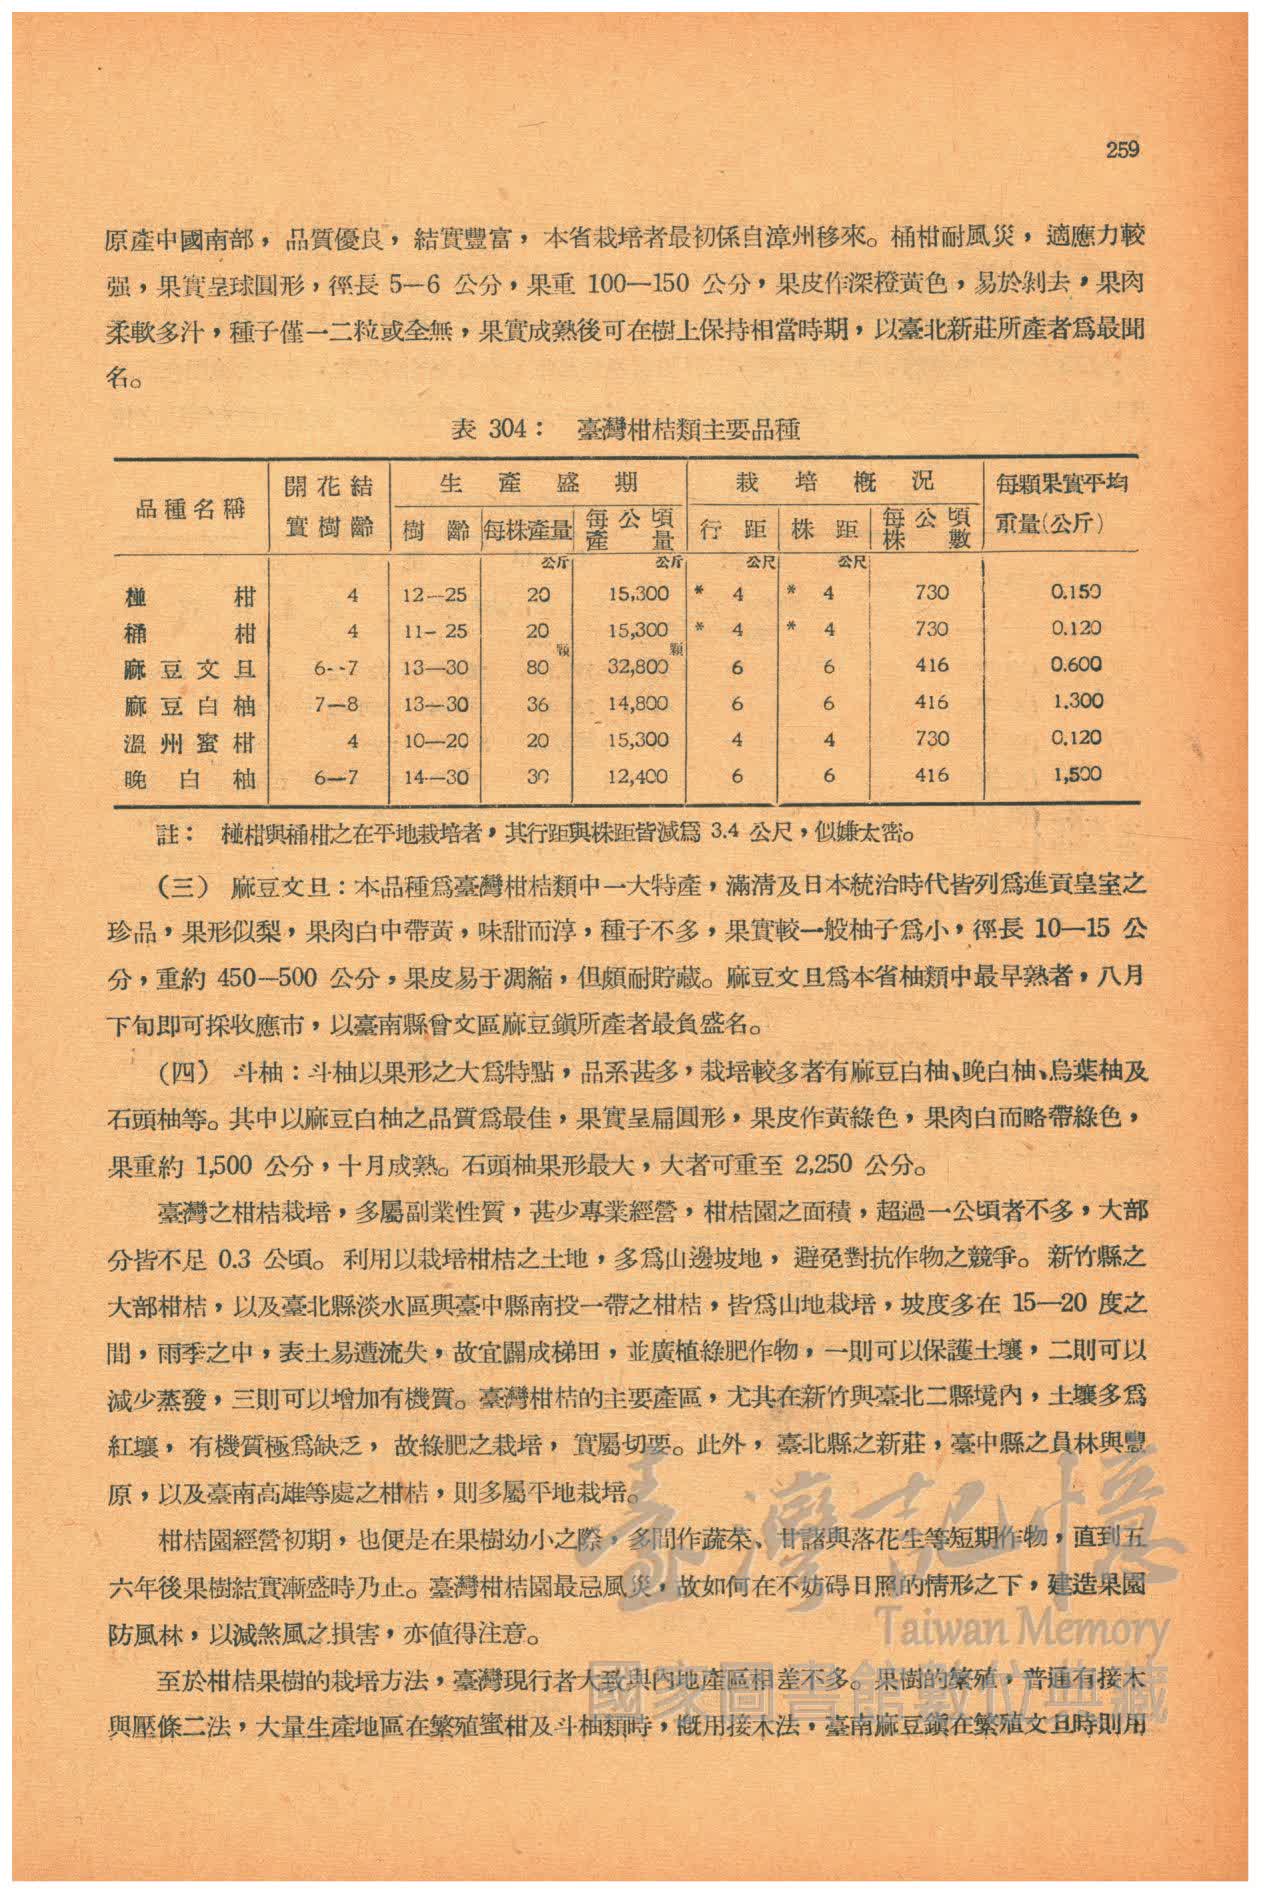 259
原產中國南部，品質優良，結實豐富，本省栽培者最初係自漳州移來。桶柑耐風災，適應力較
强，果實呈球圓形，徑長 5—6 公分，果重 100—150 公分，果皮作深橙黃色，易於剝去，果肉
柔軟多汁，種子僅一二粒或全無，果實成熟後可在樹上保持相當時期，以臺北新莊所產者爲最聞
名。
表 304： 臺灣柑桔類主要品種
品種名稱 開花結實樹齡 生產盛期 栽培概況 每顆果實平均重量(公斤)
樹齡 每株產量 每公頃產量 行距 株距 每公頃株數
公斤 公斤 公尺 公尺
椪柑 4 12—25 20 15,300 * 4 * 4 730 0.150
桶柑 4 11-25 20 15,300 * 4 * 4 730 0.120
顆 顆
麻豆文旦 6--7 13—30 80 32,800 6 6 416 0.600
麻豆白柚 7—8 13—30 36 14,800 6 6 416 1.300
溫州蜜柑 4 10—20 20 15,300 4 4 730 0.120
晚白柚 6—7 14—30 30 12,400 6 6 416 1,500
註： 椪柑與桶柑之在平地栽培者，其行距與株距皆減爲 3.4 公尺，似嫌太密。
(三) 麻豆文旦：本品種爲臺灣柑桔類中一大特產，滿淸及日本統治時代皆列爲進貢皇室之
珍品，果形似梨，果肉白中帶黃，味甜而淳，種子不多，果實較一般柚子爲小，徑長 10—15 公
分，重約 450—500 公分，果皮易于凋縮，但頗耐貯藏。麻豆文旦爲本省柚類中最早熟者，八月
下旬即可採收應市，以臺南縣曾文區麻豆鎭所產者最負盛名。
(四) 斗柚：斗柚以果形之大爲特點，品系甚多，栽培較多者有麻豆白柚、晚白柚、烏葉柚及
石頭柚等。其中以麻豆白柚之品質爲最佳，果實呈扁圓形，果皮作黃綠色，果肉白而略帶綠色，
果重約 1,500 公分，十月成熟。石頭柚果形最大，大者可重至 2,250 公分。
臺灣之柑桔栽培，多屬副業性質，甚少專業經營，柑桔園之面積，超過一公頃者不多，大部
分皆不足 0.3 公頃。利用以栽培柑桔之土地，多爲山邊坡地，避免對抗作物之競爭。新竹縣之
大部柑桔，以及臺北縣淡水區與臺中縣南投一帶之柑桔，皆爲山地栽培，坡度多在 15—20 度之
間，雨季之中，表土易遭流失，故宜闢成梯田，並廣植綠肥作物，一則可以保護土壤，二則可以
減少蒸發，三則可以增加有機質。臺灣柑桔的主要產區，尤其在新竹與臺北二縣境內，土壤多爲
紅壤，有機質極爲缺乏，故綠肥之栽培，實屬切要。此外，臺北縣之新莊，臺中縣之員林與豐
原，以及臺南高雄等處之柑桔，則多屬平地栽培。
柑桔園經營初期，也便是在果樹幼小之際，多間作蔬菜、甘藷與落花生等短期作物，直到五
六年後果樹結實漸盛時乃止。臺灣柑桔園最忌風災，故如何在不妨碍日照的情形之下，建造果園
防風林，以減煞風之損害，亦值得注意。
至於柑桔果樹的栽培方法，臺灣現行者大致與內地產區相差不多。果樹的繁殖，普通有接木
與壓條二法，大量生產地區在繁殖蜜柑及斗柚類時，槪用接木法，臺南麻豆鎭在繁殖文旦時則用
臺灣記憶
Taiwan Memory
國家圖書館數位典藏